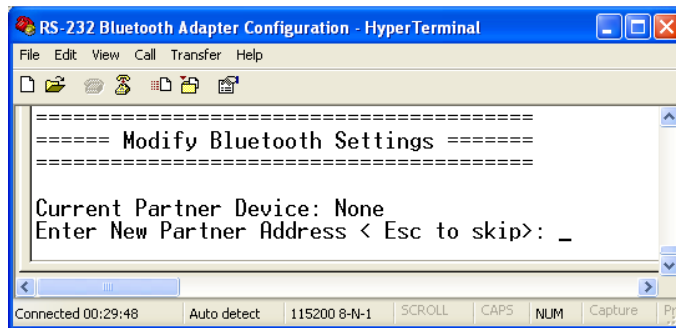 RS-232 Bluetooth Adapter Configuration - HyperTerminal
File Edit View Call Transfer Help
========================================
====== Modify Bluetooth Settings =======
========================================
Current Partner Device: None
Enter New Partner Address < Esc to skip>: _
Connected 00:29:48 Auto detect 115200 8-N-1 SCROLL CAPS NUM Capture Pr